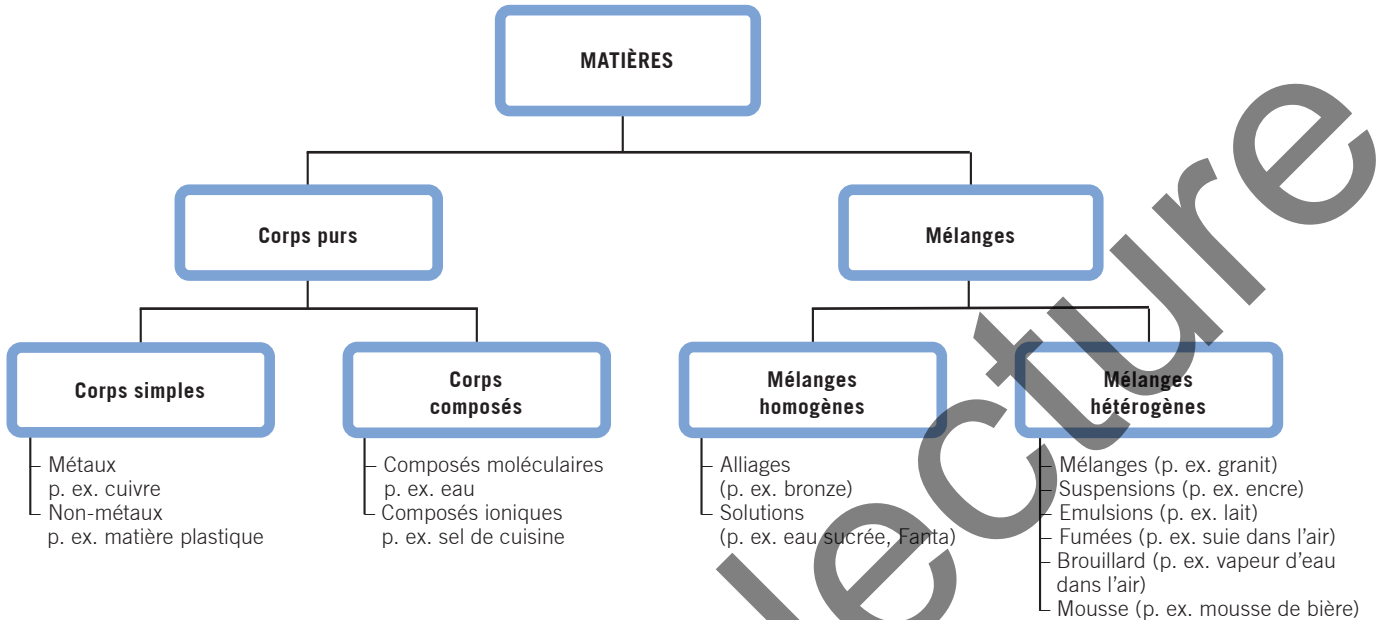 MATIÈRES
Corps purs
Mélanges
Corps simples
Corps
composés
Mélanges
homogènes
Mélanges
hétérogènes
Métaux
p. ex. cuivre
Non-métaux
p. ex. matière plastique
Composés moléculaires
p. ex. eau
Composés ioniques
p. ex. sel de cuisine
Alliages
(p. ex. bronze)
Solutions
(p. ex. eau sucrée, Fanta)
Mélanges (p. ex. granit)
Suspensions (p. ex. encre)
Emulsions (p. ex. lait)
Fumées (p. ex. suie dans l'air)
Brouillard (p. ex. vapeur d'eau
dans l'air)
Mousse (p. ex. mousse de bière)
lecture